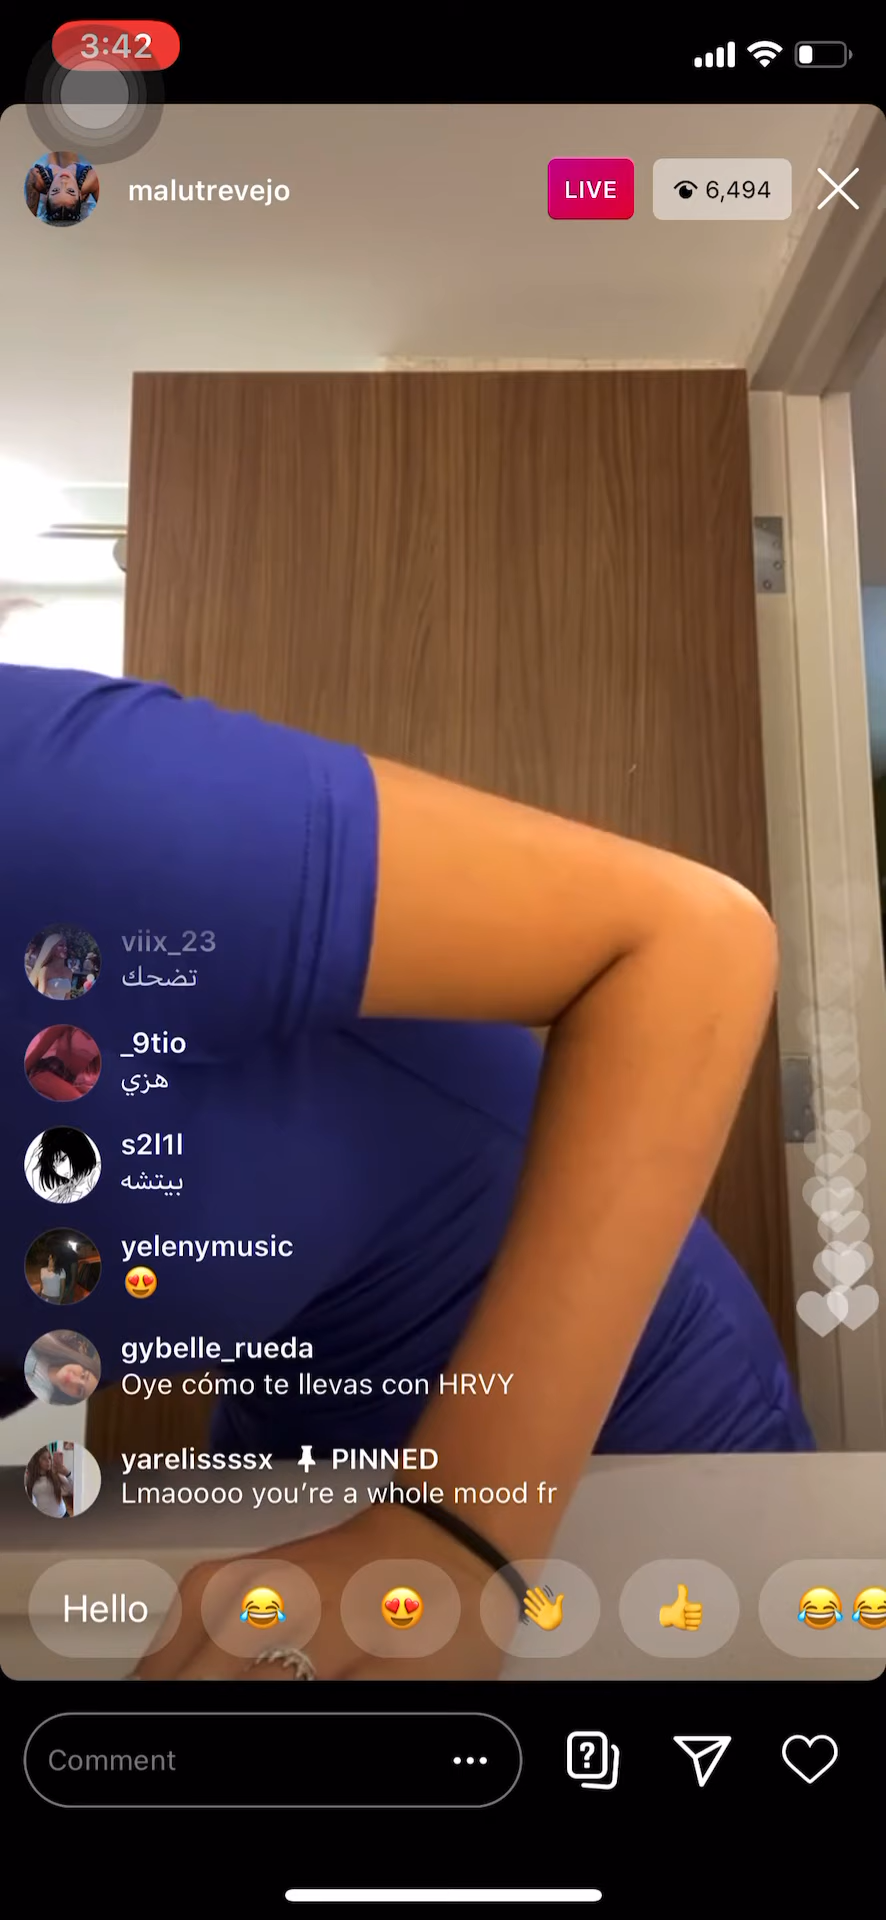 3:42
malutrevejo
LIVE
6,494
viix_23
تضحك
_9tio
هزي
s2l1l
بيتشه
yelenymusic
😍
gybelle_rueda
Oye cómo te llevas con HRVY
yarelissssx PINNED
Lmaoooo you’re a whole mood fr
Hello 😂 😍 👋 👍 😂😂
Comment